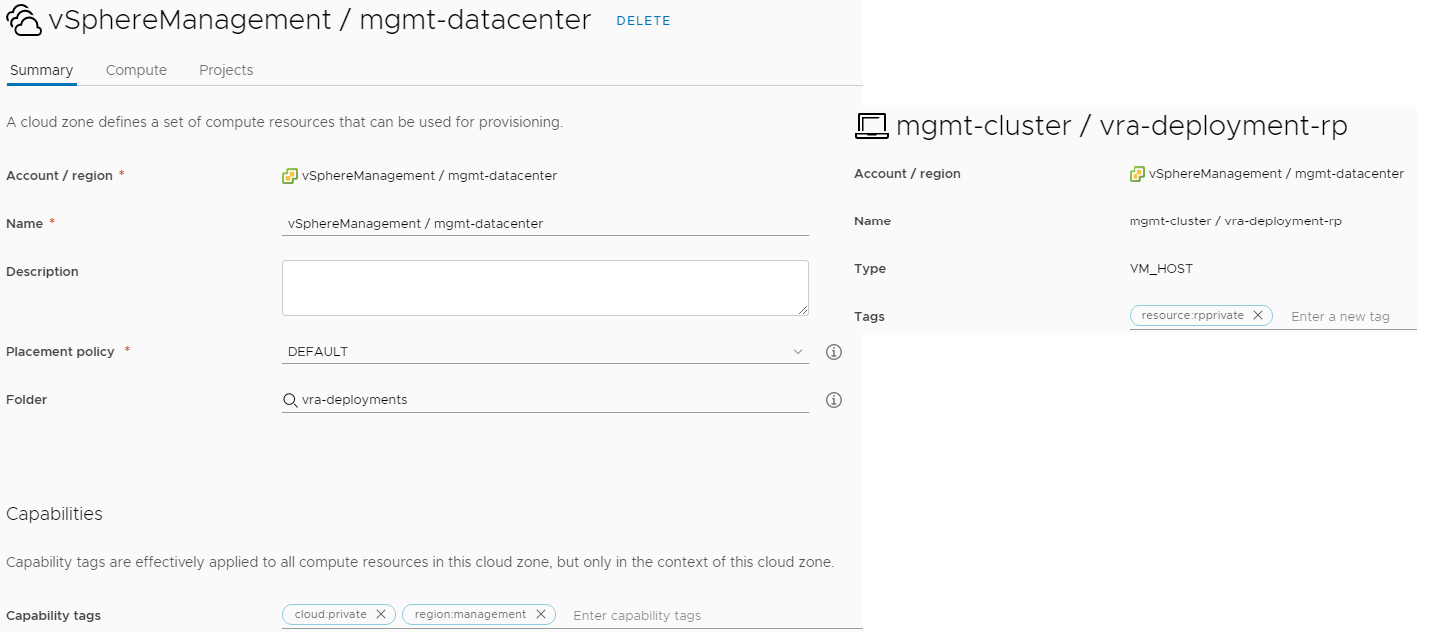 vSphereManagement / mgmt-datacenter DELETE
Summary Compute Projects
A cloud zone defines a set of compute resources that can be used for provisioning.
Account / region * vSphereManagement / mgmt-datacenter
Name * vSphereManagement / mgmt-datacenter
Description
Placement policy * DEFAULT
Folder vra-deployments
Capabilities
Capability tags are effectively applied to all compute resources in this cloud zone, but only in the context of this cloud zone.
Capability tags cloud:private region:management Enter capability tags
mgmt-cluster / vra-deployment-rp
Account / region vSphereManagement / mgmt-datacenter
Name mgmt-cluster / vra-deployment-rp
Type VM_HOST
Tags resource:rpprivate Enter a new tag